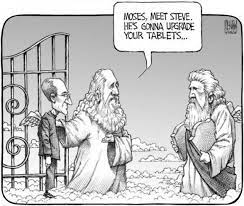 MOSES, MEET STEVE.
HE'S GONNA UPGRADE
YOUR TABLETS...